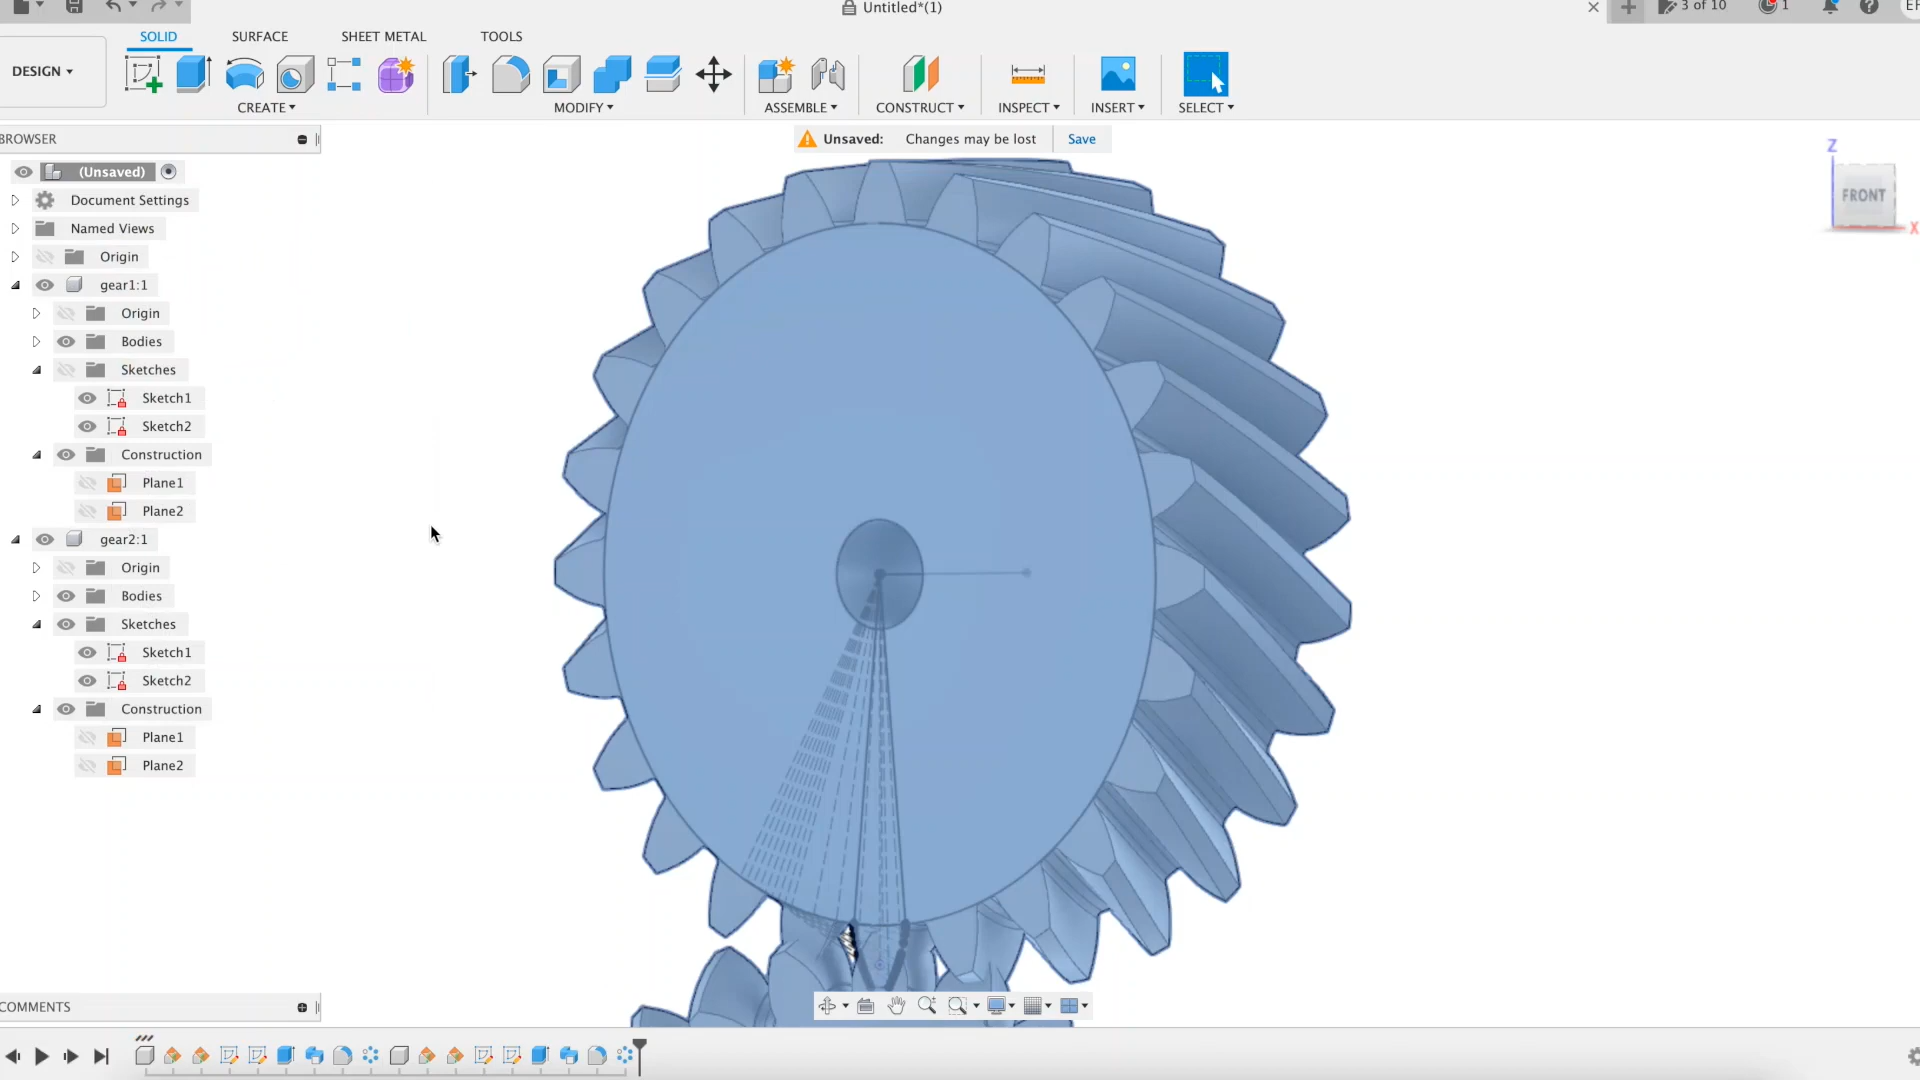 Untitled*(1)
3 of 10
1
SOLID
SURFACE
SHEET METAL
TOOLS
DESIGN
CREATE
MODIFY
ASSEMBLE
CONSTRUCT
INSPECT
INSERT
SELECT
BROWSER
Unsaved: Changes may be lost
Save
Z
FRONT
X
(Unsaved)
Document Settings
Named Views
Origin
gear1:1
Origin
Bodies
Sketches
Sketch1
Sketch2
Construction
Plane1
Plane2
gear2:1
Origin
Bodies
Sketches
Sketch1
Sketch2
Construction
Plane1
Plane2
COMMENTS